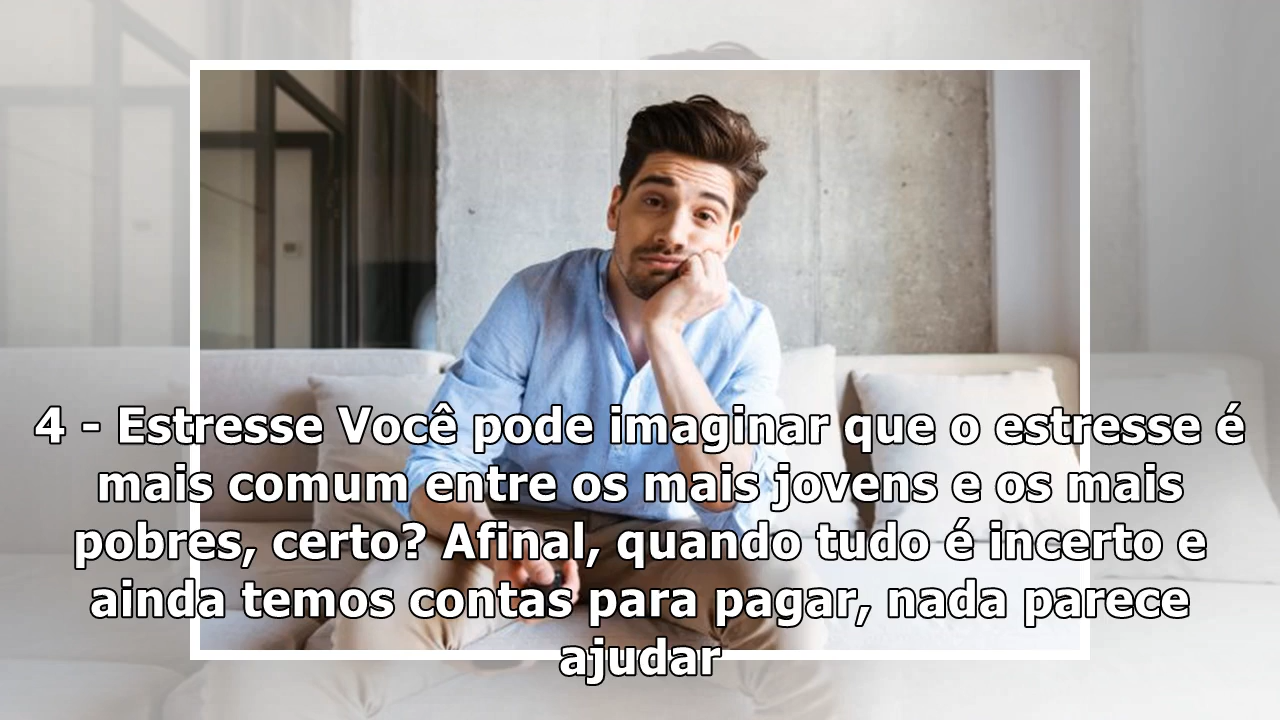 4 - Estresse Você pode imaginar que o estresse é
mais comum entre os mais jovens e os mais
pobres, certo? Afinal, quando tudo é incerto e
ainda temos contas para pagar, nada parece
ajudar